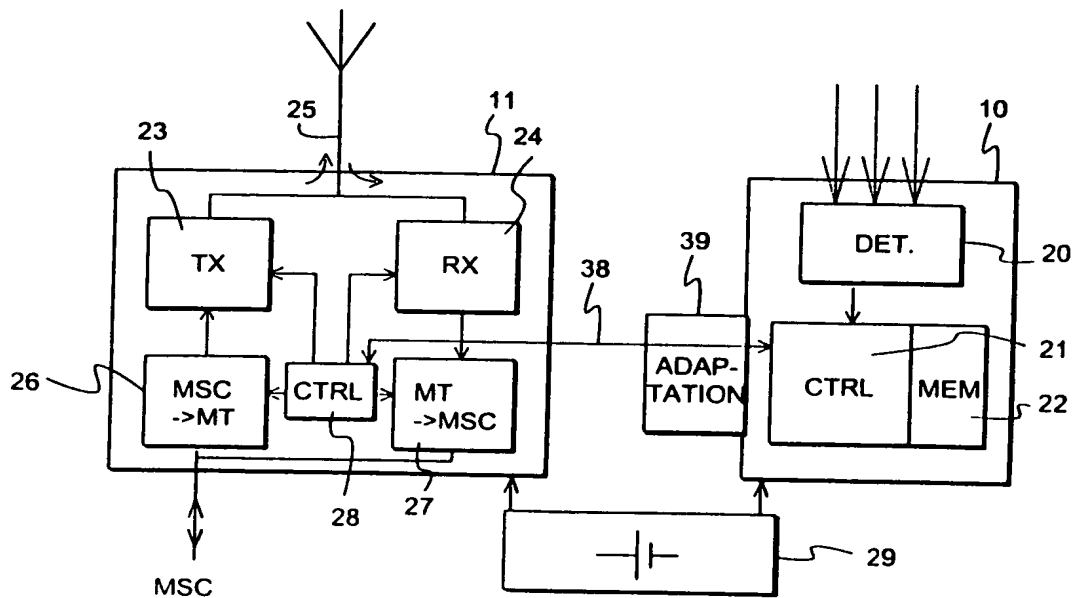 25
11
23
24
10
TX
RX
DET.
20
39
38
26
MSC
->MT
CTRL
MT
->MSC
ADAP-
TATION
CTRL
MEM
21
22
28
27
29
MSC